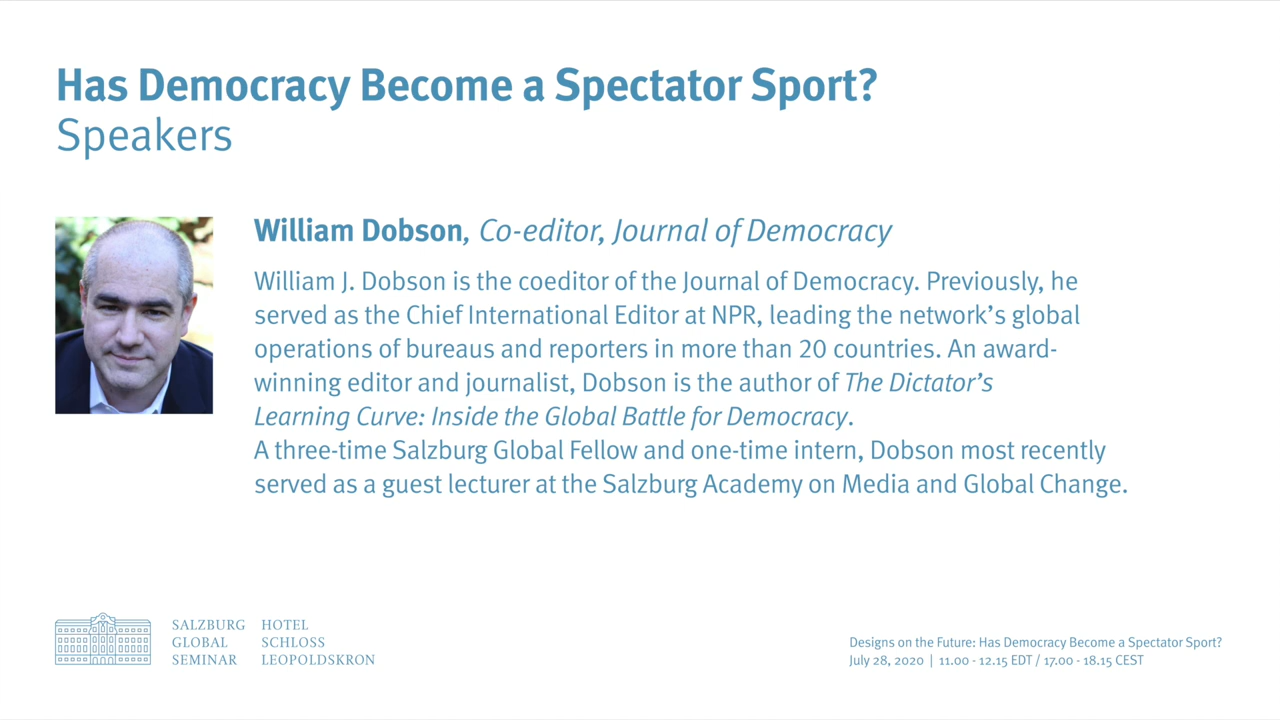 Has Democracy Become a Spectator Sport?
Speakers
William Dobson, Co-editor, Journal of Democracy
William J. Dobson is the coeditor of the Journal of Democracy. Previously, he
served as the Chief International Editor at NPR, leading the network’s global
operations of bureaus and reporters in more than 20 countries. An award-
winning editor and journalist, Dobson is the author of The Dictator’s
Learning Curve: Inside the Global Battle for Democracy.
A three-time Salzburg Global Fellow and one-time intern, Dobson most recently
served as a guest lecturer at the Salzburg Academy on Media and Global Change.
SALZBURG
GLOBAL
SEMINAR
HOTEL
SCHLOSS
LEOPOLDSKRON
Designs on the Future: Has Democracy Become a Spectator Sport?
July 28, 2020 | 11.00 - 12.15 EDT / 17.00 - 18.15 CEST